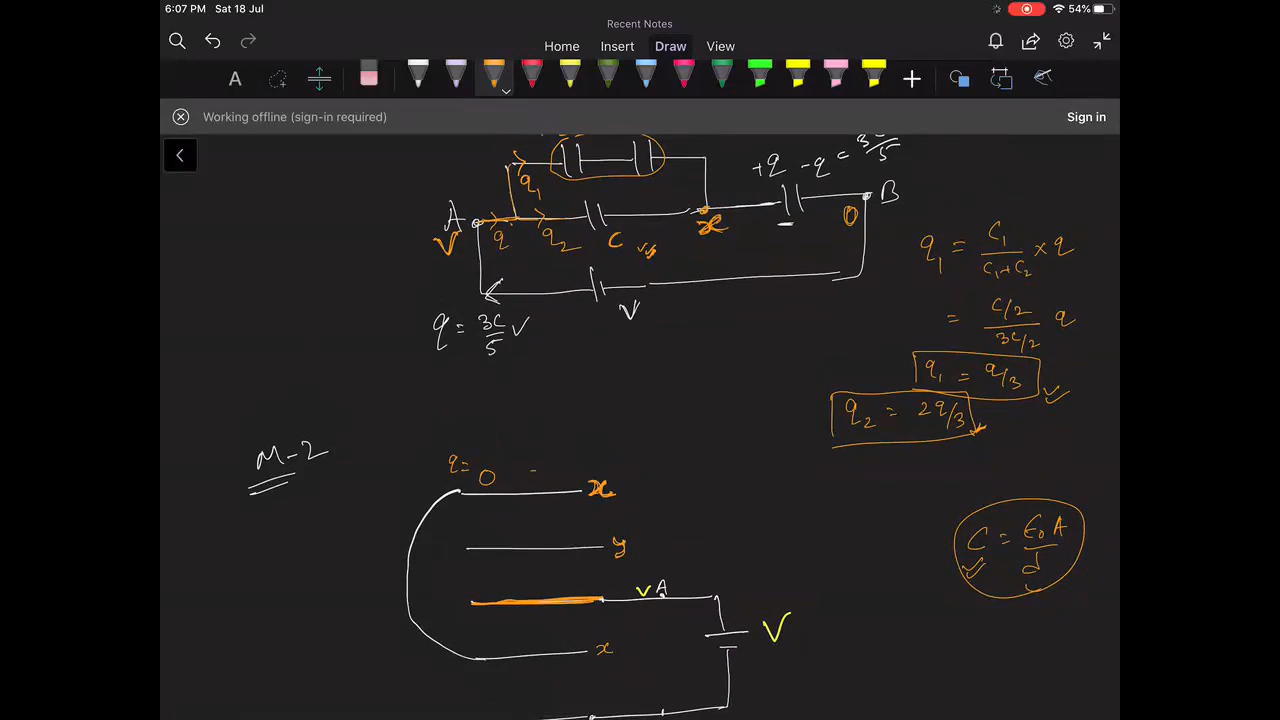 6:07 PM Sat 18 Jul
54%
Recent Notes
Home Insert Draw View
A
Working offline (sign-in required)
Sign in
+q -q = 3C/5
q₁
A
B
V
q
q₂
C
x
0
V
q = 3C/5 V
q₁ = C₁/C₁+C₂ × q
= C/2 / 3C/2 q
q₁ = q/3
q₂ = 2q/3
M-2
q = 0
x
y
V A
V
x
C = ε₀A/d